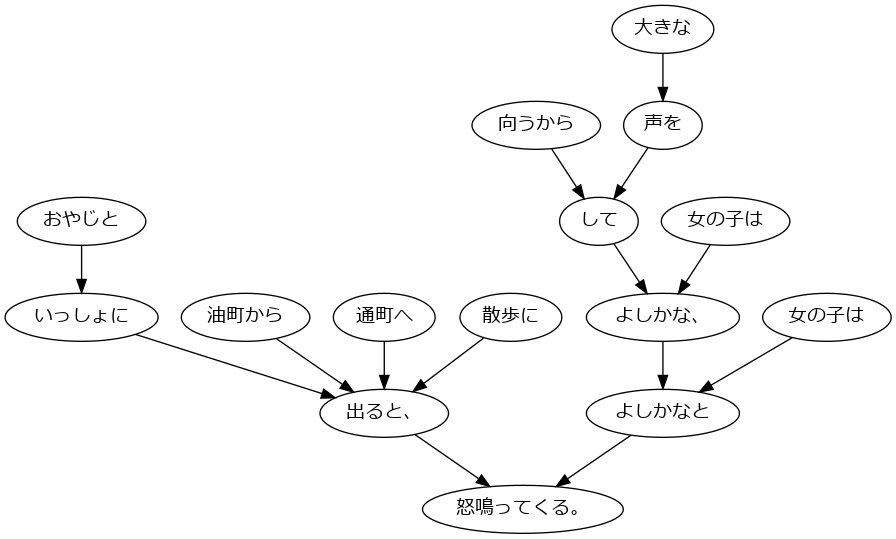 大きな
向うから
声を
おやじと
して
女の子は
いっしょに
油町から
通町へ
散歩に
よしかな、
女の子は
出ると、
よしかなと
怒鳴ってくる。